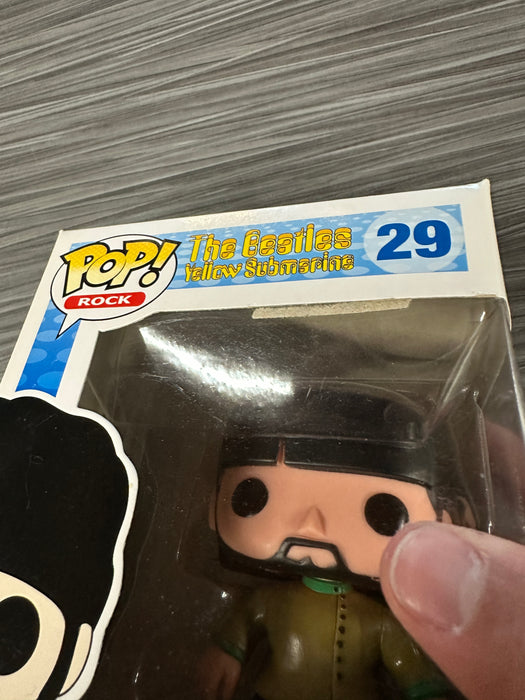 POP!
ROCK
The Beatles
Yellow Submarine
29